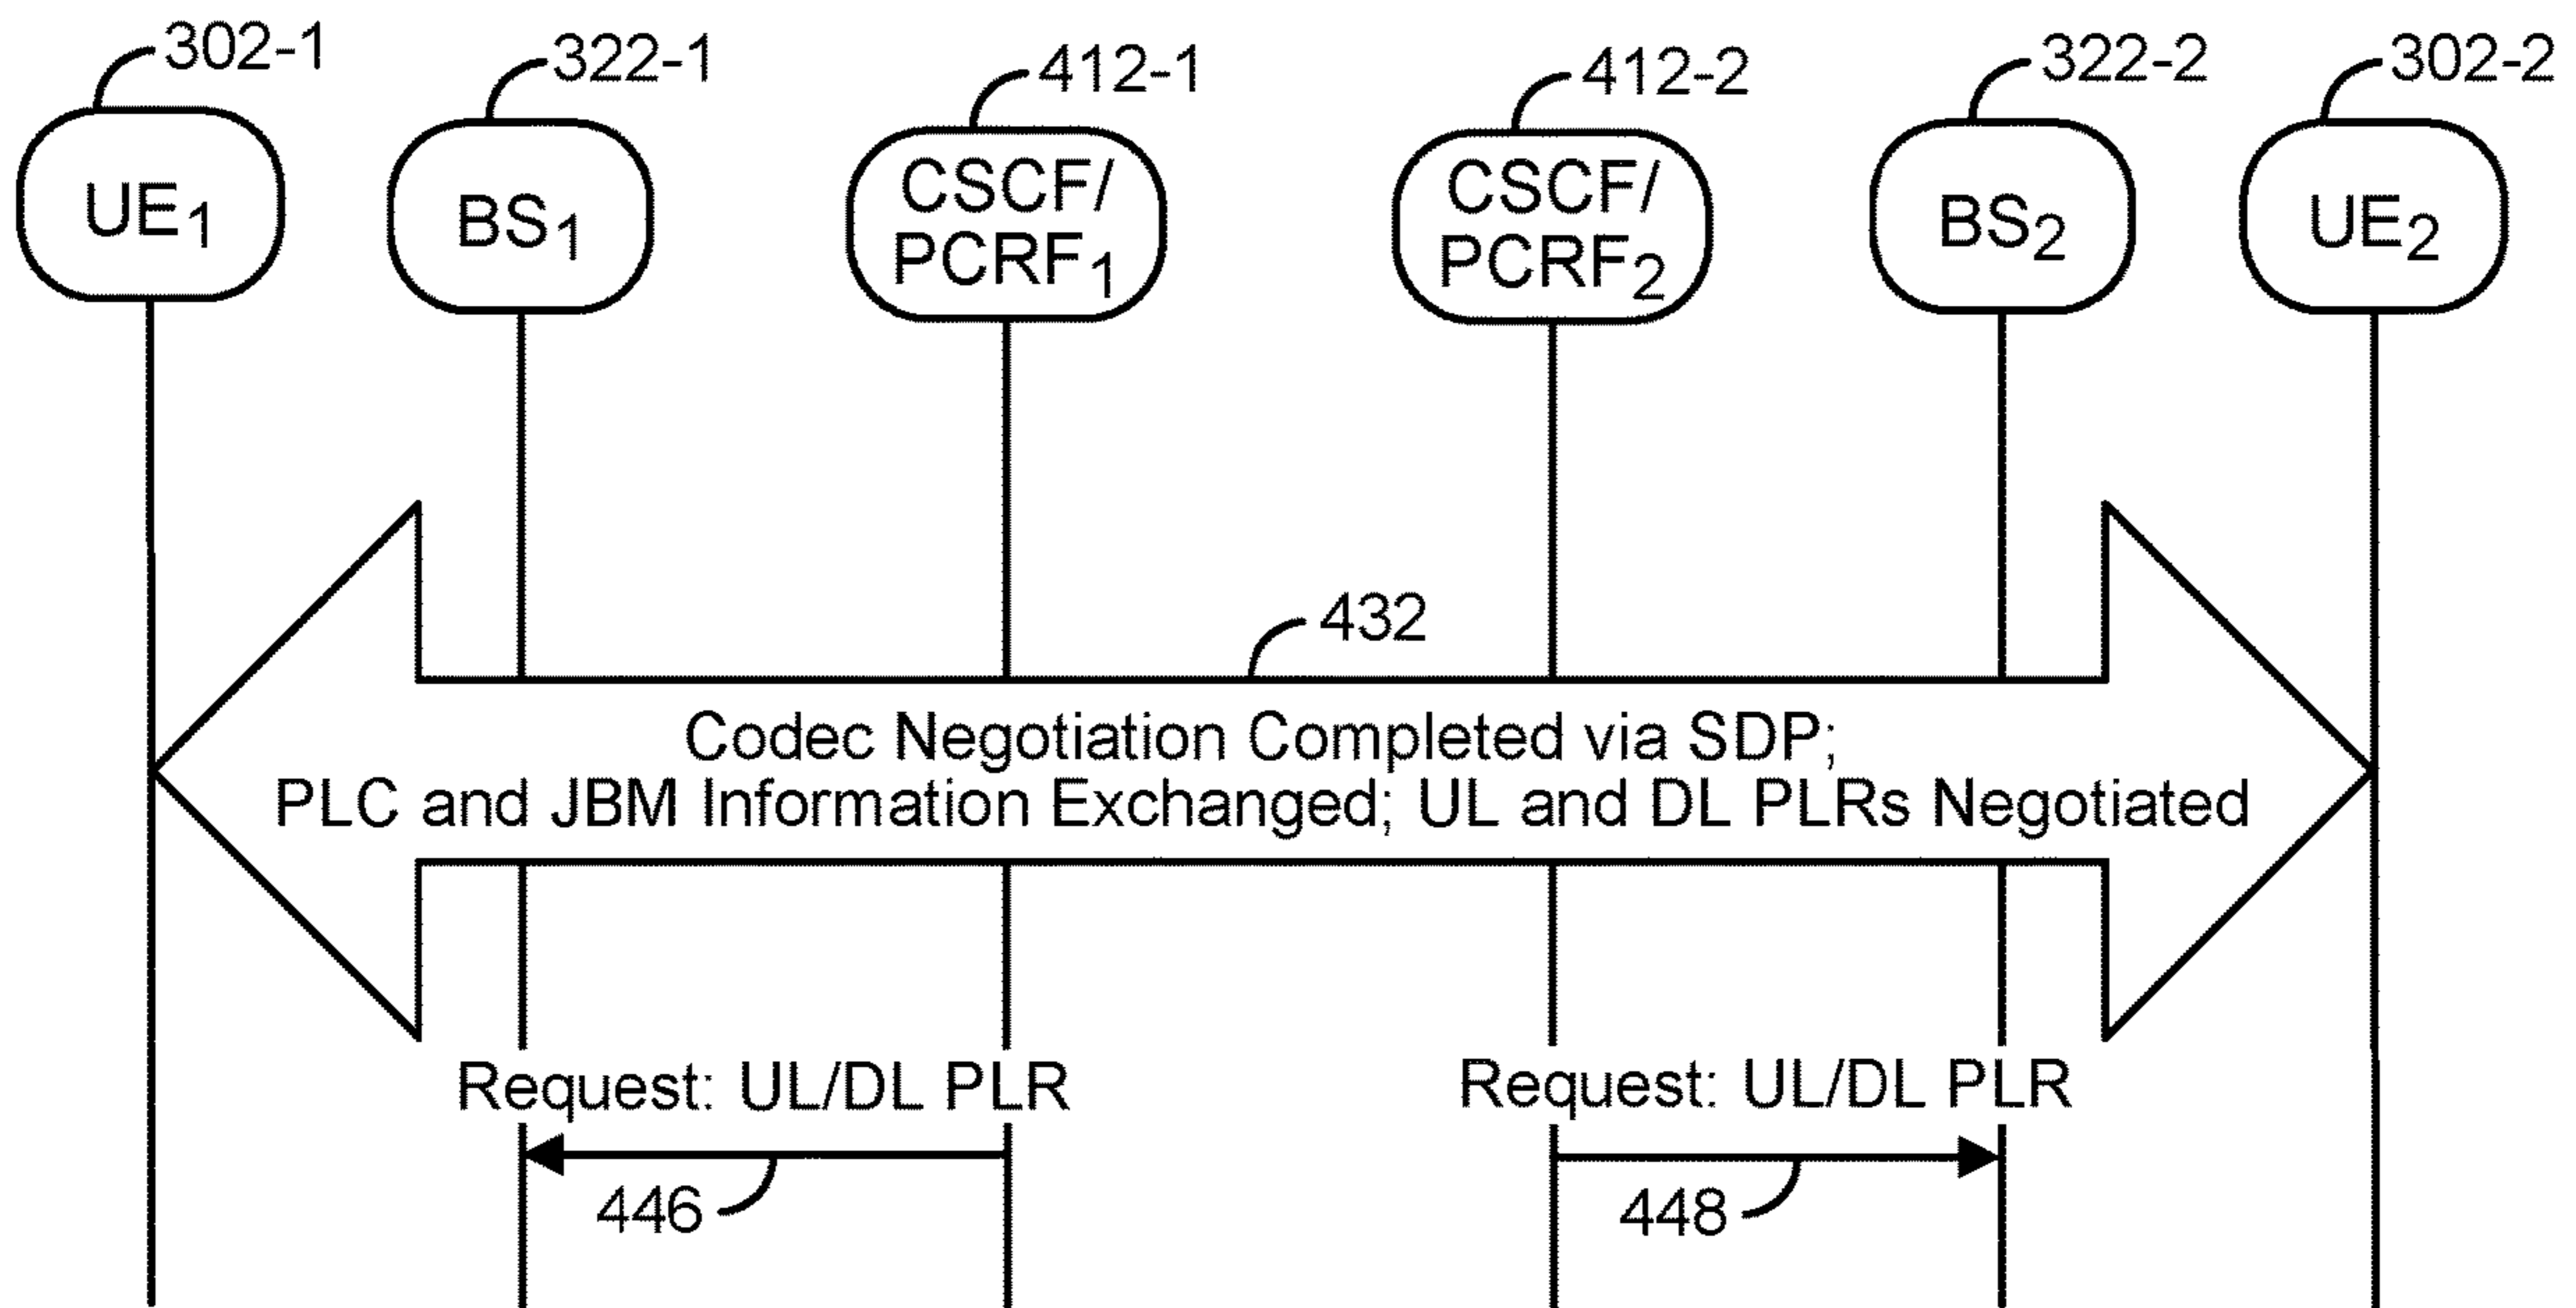 302-1
322-1
412-1
412-2
322-2
302-2
UE1
BS1
CSCF/
PCRF1
CSCF/
PCRF2
BS2
UE2
432
Codec Negotiation Completed via SDP;
PLC and JBM Information Exchanged; UL and DL PLRs Negotiated
Request: UL/DL PLR
Request: UL/DL PLR
446
448